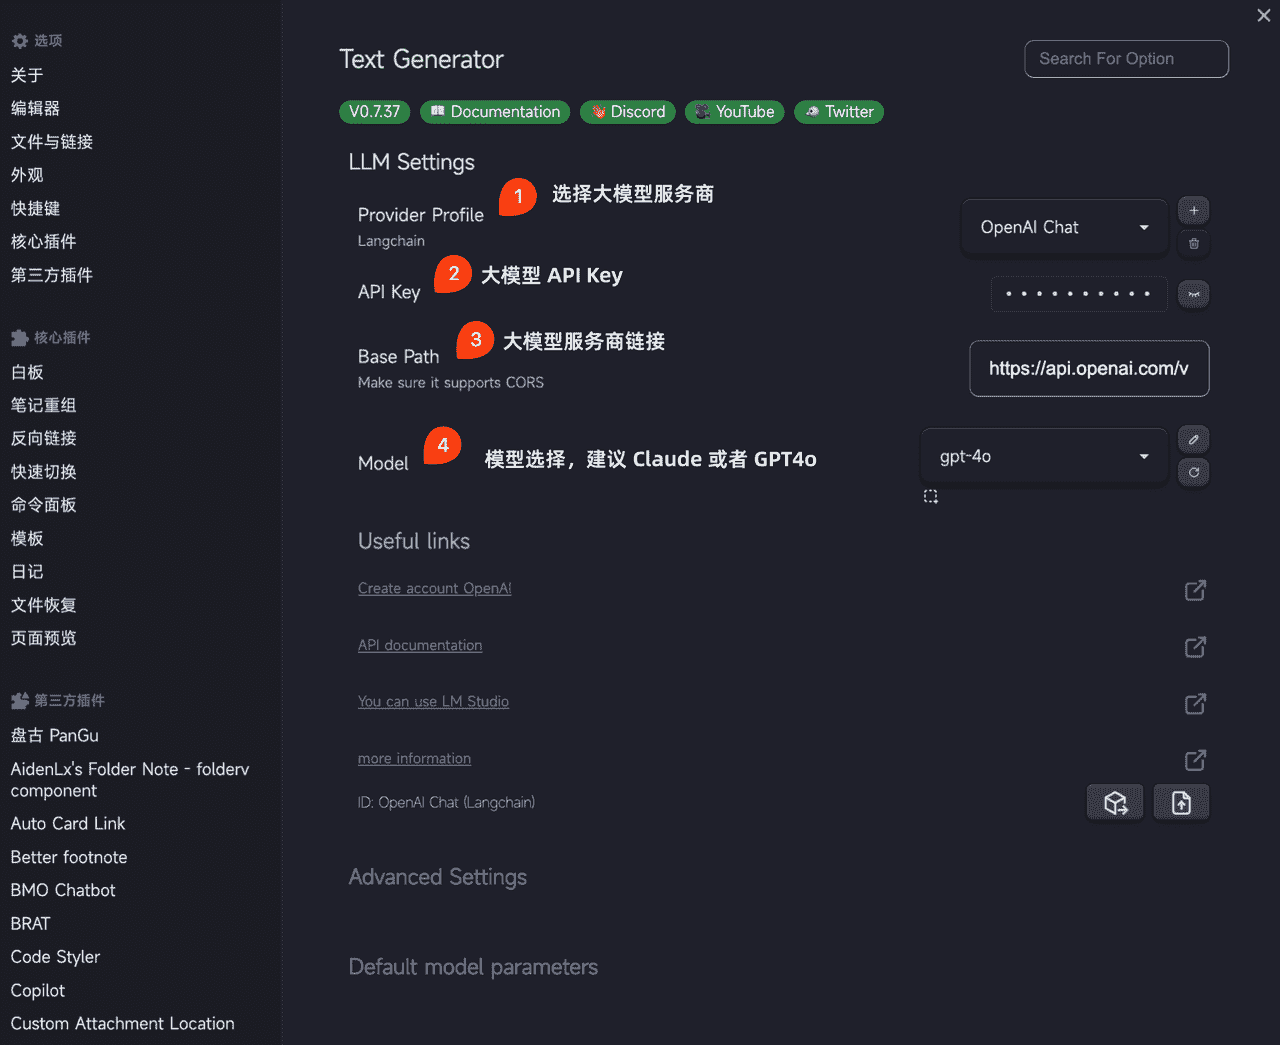 选项
关于
编辑器
文件与链接
外观
快捷键
核心插件
第三方插件
核心插件
白板
笔记重组
反向链接
快速切换
命令面板
模板
日记
文件恢复
页面预览
第三方插件
盘古 PanGu
AidenLx's Folder Note - folderv
component
Auto Card Link
Better footnote
BMO Chatbot
BRAT
Code Styler
Copilot
Custom Attachment Location
Text Generator
Search For Option
V0.7.37
Documentation
Discord
YouTube
Twitter
LLM Settings
1 选择大模型服务商
Provider Profile
Langchain
OpenAI Chat
2 大模型 API Key
API Key
3 大模型服务商链接
Base Path
Make sure it supports CORS
https://api.openai.com/v
4 模型选择，建议 Claude 或者 GPT4o
Model
gpt-4o
Useful links
Create account OpenAI
API documentation
You can use LM Studio
more information
ID: OpenAI Chat (Langchain)
Advanced Settings
Default model parameters